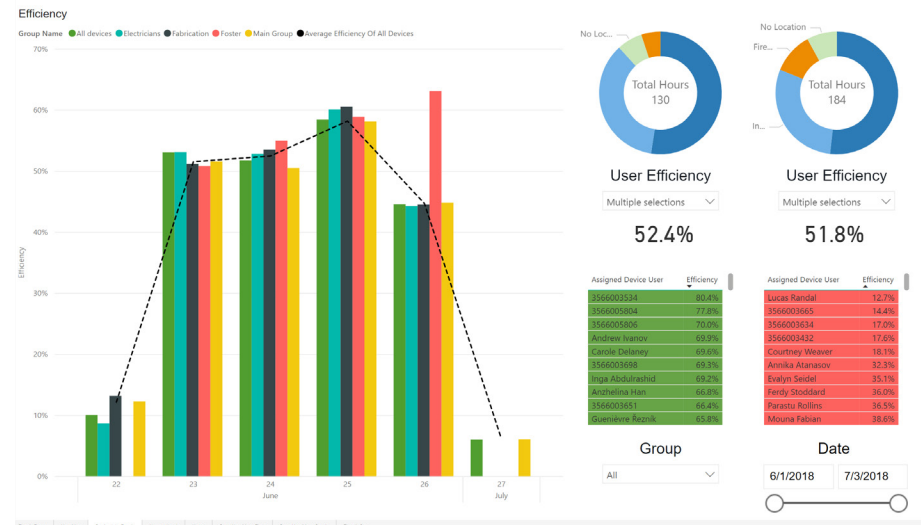 Efficiency
Group Name All devices Electricians Fabrication Foster Main Group Average Efficiency Of All Devices
70%
60%
50%
40%
30%
20%
10%
0%
Efficiency
22 23 24 25 26 27
June July
No Loc...
Total Hours
130
User Efficiency
Multiple selections
52.4%
No Location
Fire...
In...
Total Hours
184
User Efficiency
Multiple selections
51.8%
Assigned Device User Efficiency
3566003534 80.4%
3566005804 77.8%
3566005806 70.0%
Andrew Ivanov 69.9%
Carole Delaney 69.6%
3566003698 69.3%
Inga Abdulrashid 69.2%
Anzhelina Han 66.8%
3566003651 66.4%
Guenièvre Řezník 65.8%
Assigned Device User Efficiency
Lucas Randal 12.7%
3566003665 14.4%
3566003634 17.0%
3566003432 17.6%
Courtney Weaver 18.1%
Annika Atanasov 32.3%
Evalyn Seidel 35.1%
Ferdy Stoddard 36.0%
Parastu Rollins 36.5%
Mouna Fabian 38.6%
Group
All
Date
6/1/2018 7/3/2018